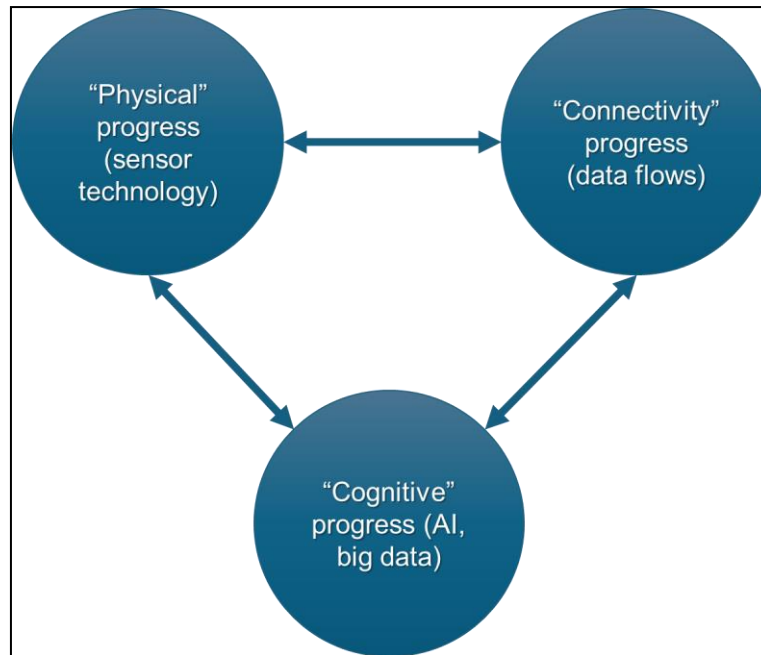 “Physical”
progress
(sensor
technology)
“Connectivity”
progress
(data flows)
“Cognitive”
progress (AI,
big data)